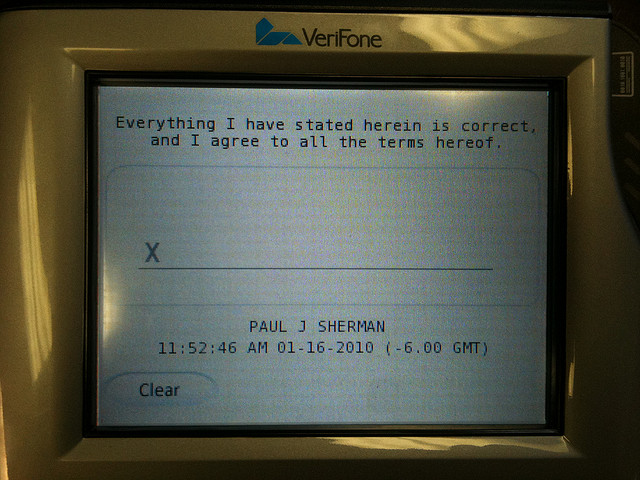 VeriFone
Everything I have stated herein is correct,
and I agree to all the terms hereof.
X
PAUL J SHERMAN
11:52:46 AM 01-16-2010 (-6.00 GMT)
Clear